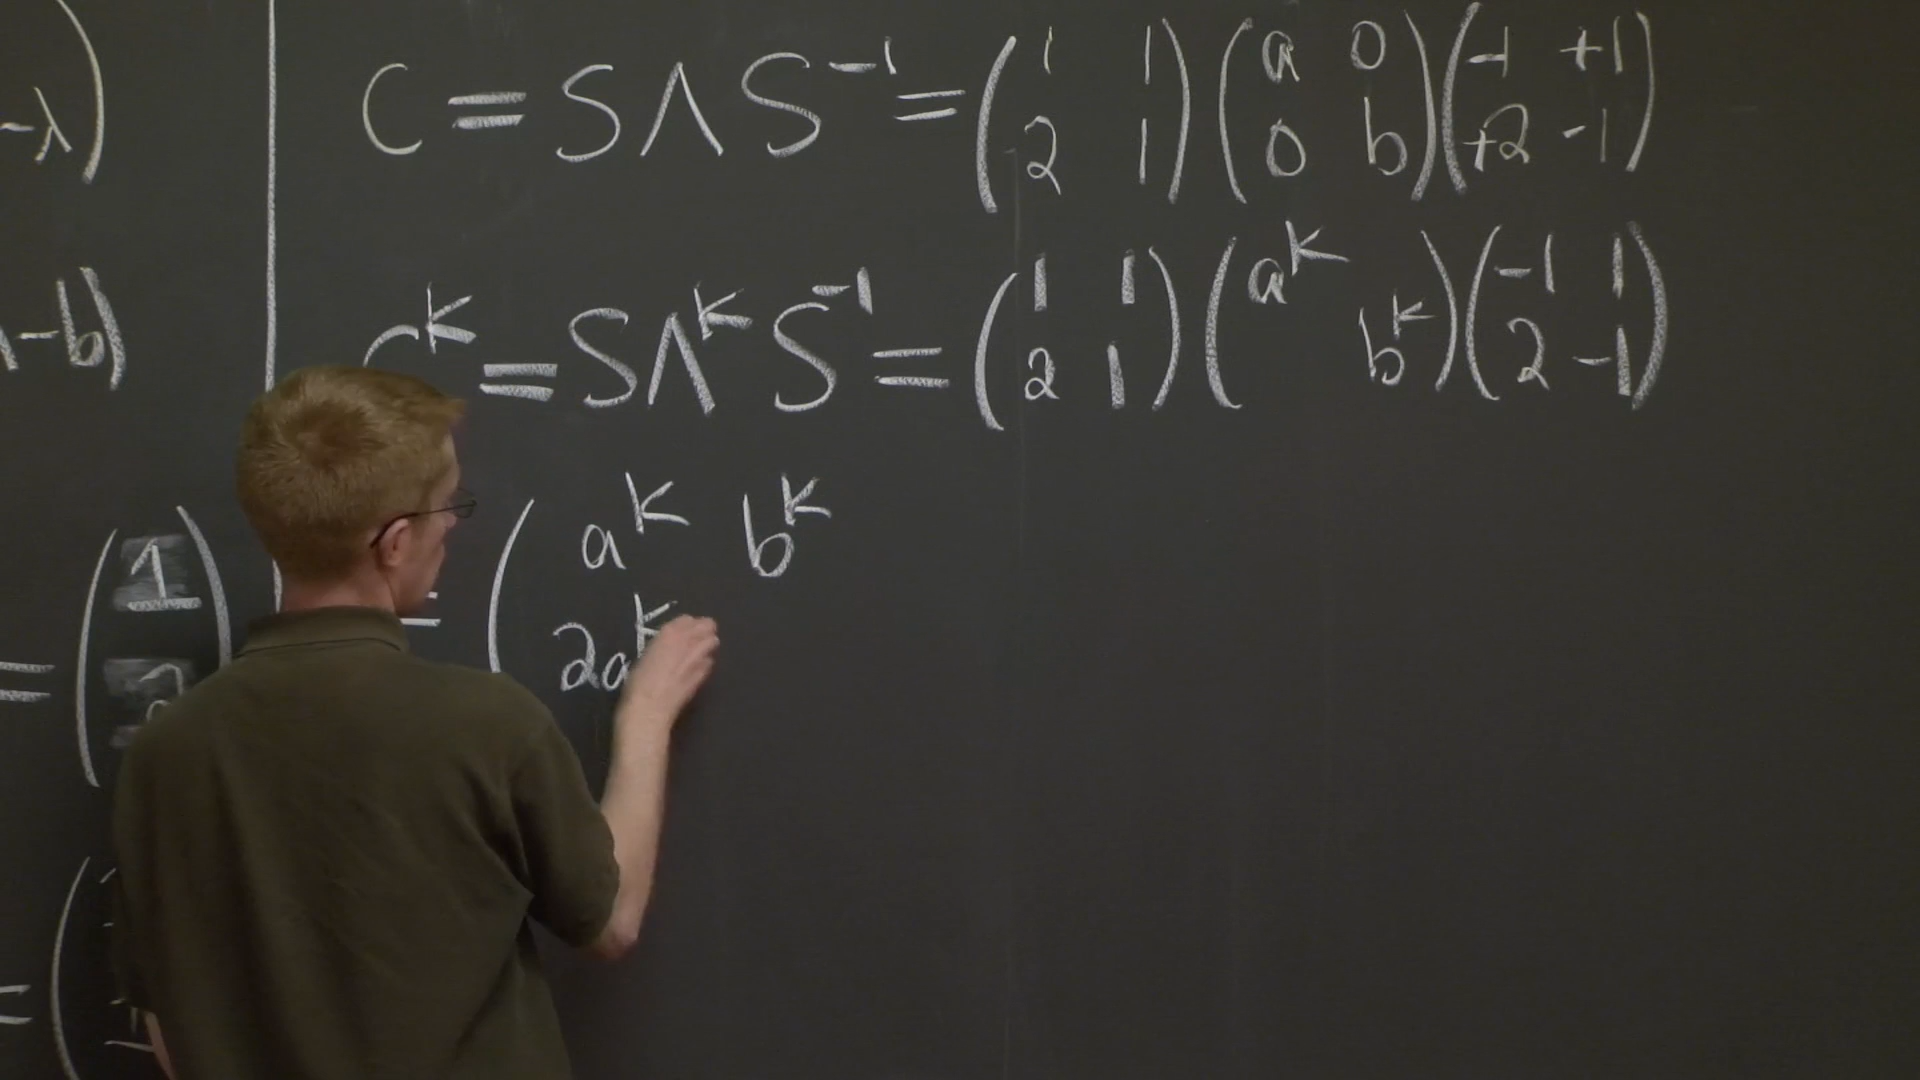 -λ)
-b)
= (1
C = SΛS⁻¹ = (1 1) (a 0) (-1 +1)
(2 1) (0 b) (+2 -1)
Cᵏ = SΛᵏS⁻¹ = (1 1) (aᵏ ) (-1 1)
(2 1) ( bᵏ) (2 -1)
= ( aᵏ bᵏ
2aᵏ